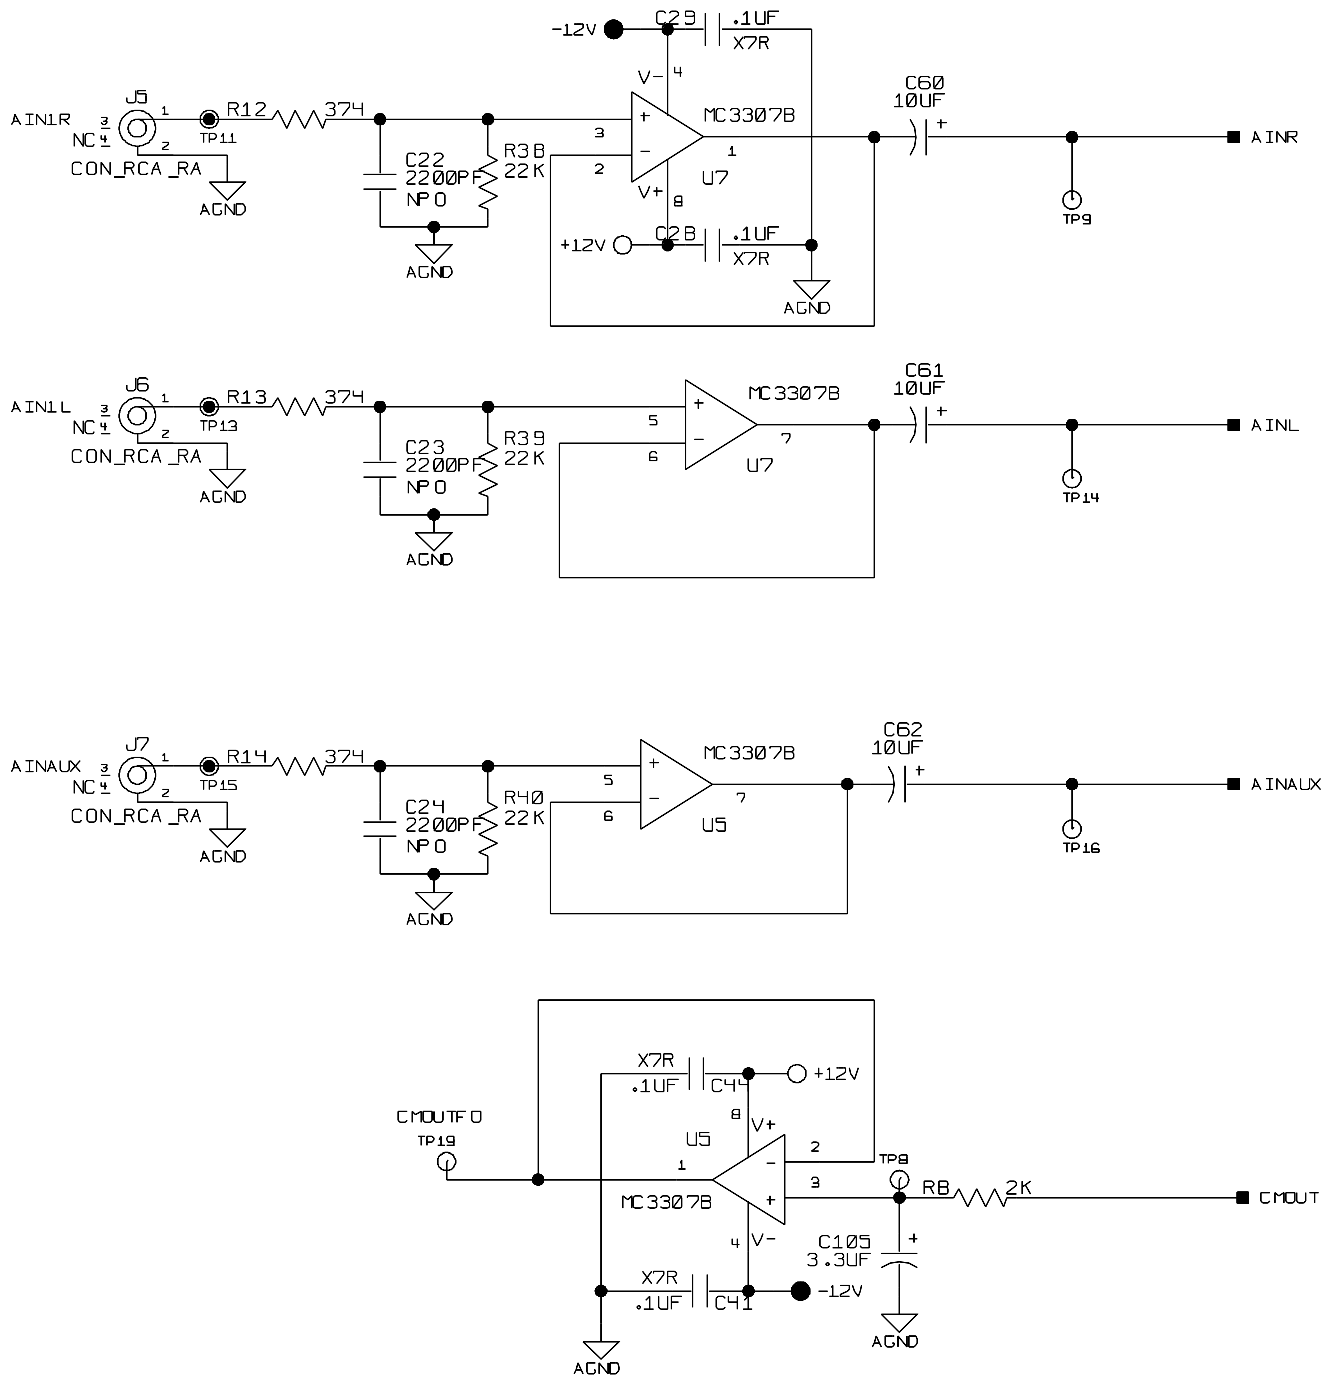 C29 .1UF
-12V
X7R
V- 4
C60
10UF
+
J5
AIN1R 3 1 R12 374
NC 4 TP11
2
CON_RCA_RA
AGND
C22
2200PF
NPO
R38
22K
AGND
+
3
-
2
MC33078
1
U7
V+ 8
+12V C28 .1UF
X7R
AGND
AINR
TP9
J6
AIN1L 3 1 R13 374
NC 4 TP13
2
CON_RCA_RA
AGND
C23
2200PF
NPO
R39
22K
AGND
+
5
-
6
MC33078
7
U7
C61
10UF
+
AINL
TP14
J7
AINAUX 3 1 R14 374
NC 4 TP15
2
CON_RCA_RA
AGND
C24
2200PF
NPO
R40
22K
AGND
+
5
-
6
MC33078
7
U5
C62
10UF
+
AINAUX
TP16
X7R
.1UF C44
+12V
8 V+
CMOUTFO
TP19
U5
1
MC33078
-
2
+
3
TP8
R8 2K
CMOUT
4 V-
C105
3.3UF
+
AGND
X7R
.1UF C41
-12V
AGND